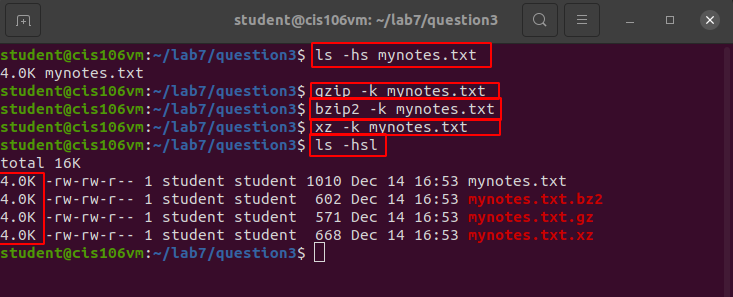 student@cis106vm: ~/lab7/question3
student@cis106vm:~/lab7/question3$ ls -hs mynotes.txt
4.0K mynotes.txt
student@cis106vm:~/lab7/question3$ gzip -k mynotes.txt
student@cis106vm:~/lab7/question3$ bzip2 -k mynotes.txt
student@cis106vm:~/lab7/question3$ xz -k mynotes.txt
student@cis106vm:~/lab7/question3$ ls -hsl
total 16K
4.0K -rw-rw-r-- 1 student student 1010 Dec 14 16:53 mynotes.txt
4.0K -rw-rw-r-- 1 student student  602 Dec 14 16:53 mynotes.txt.bz2
4.0K -rw-rw-r-- 1 student student  571 Dec 14 16:53 mynotes.txt.gz
4.0K -rw-rw-r-- 1 student student  668 Dec 14 16:53 mynotes.txt.xz
student@cis106vm:~/lab7/question3$